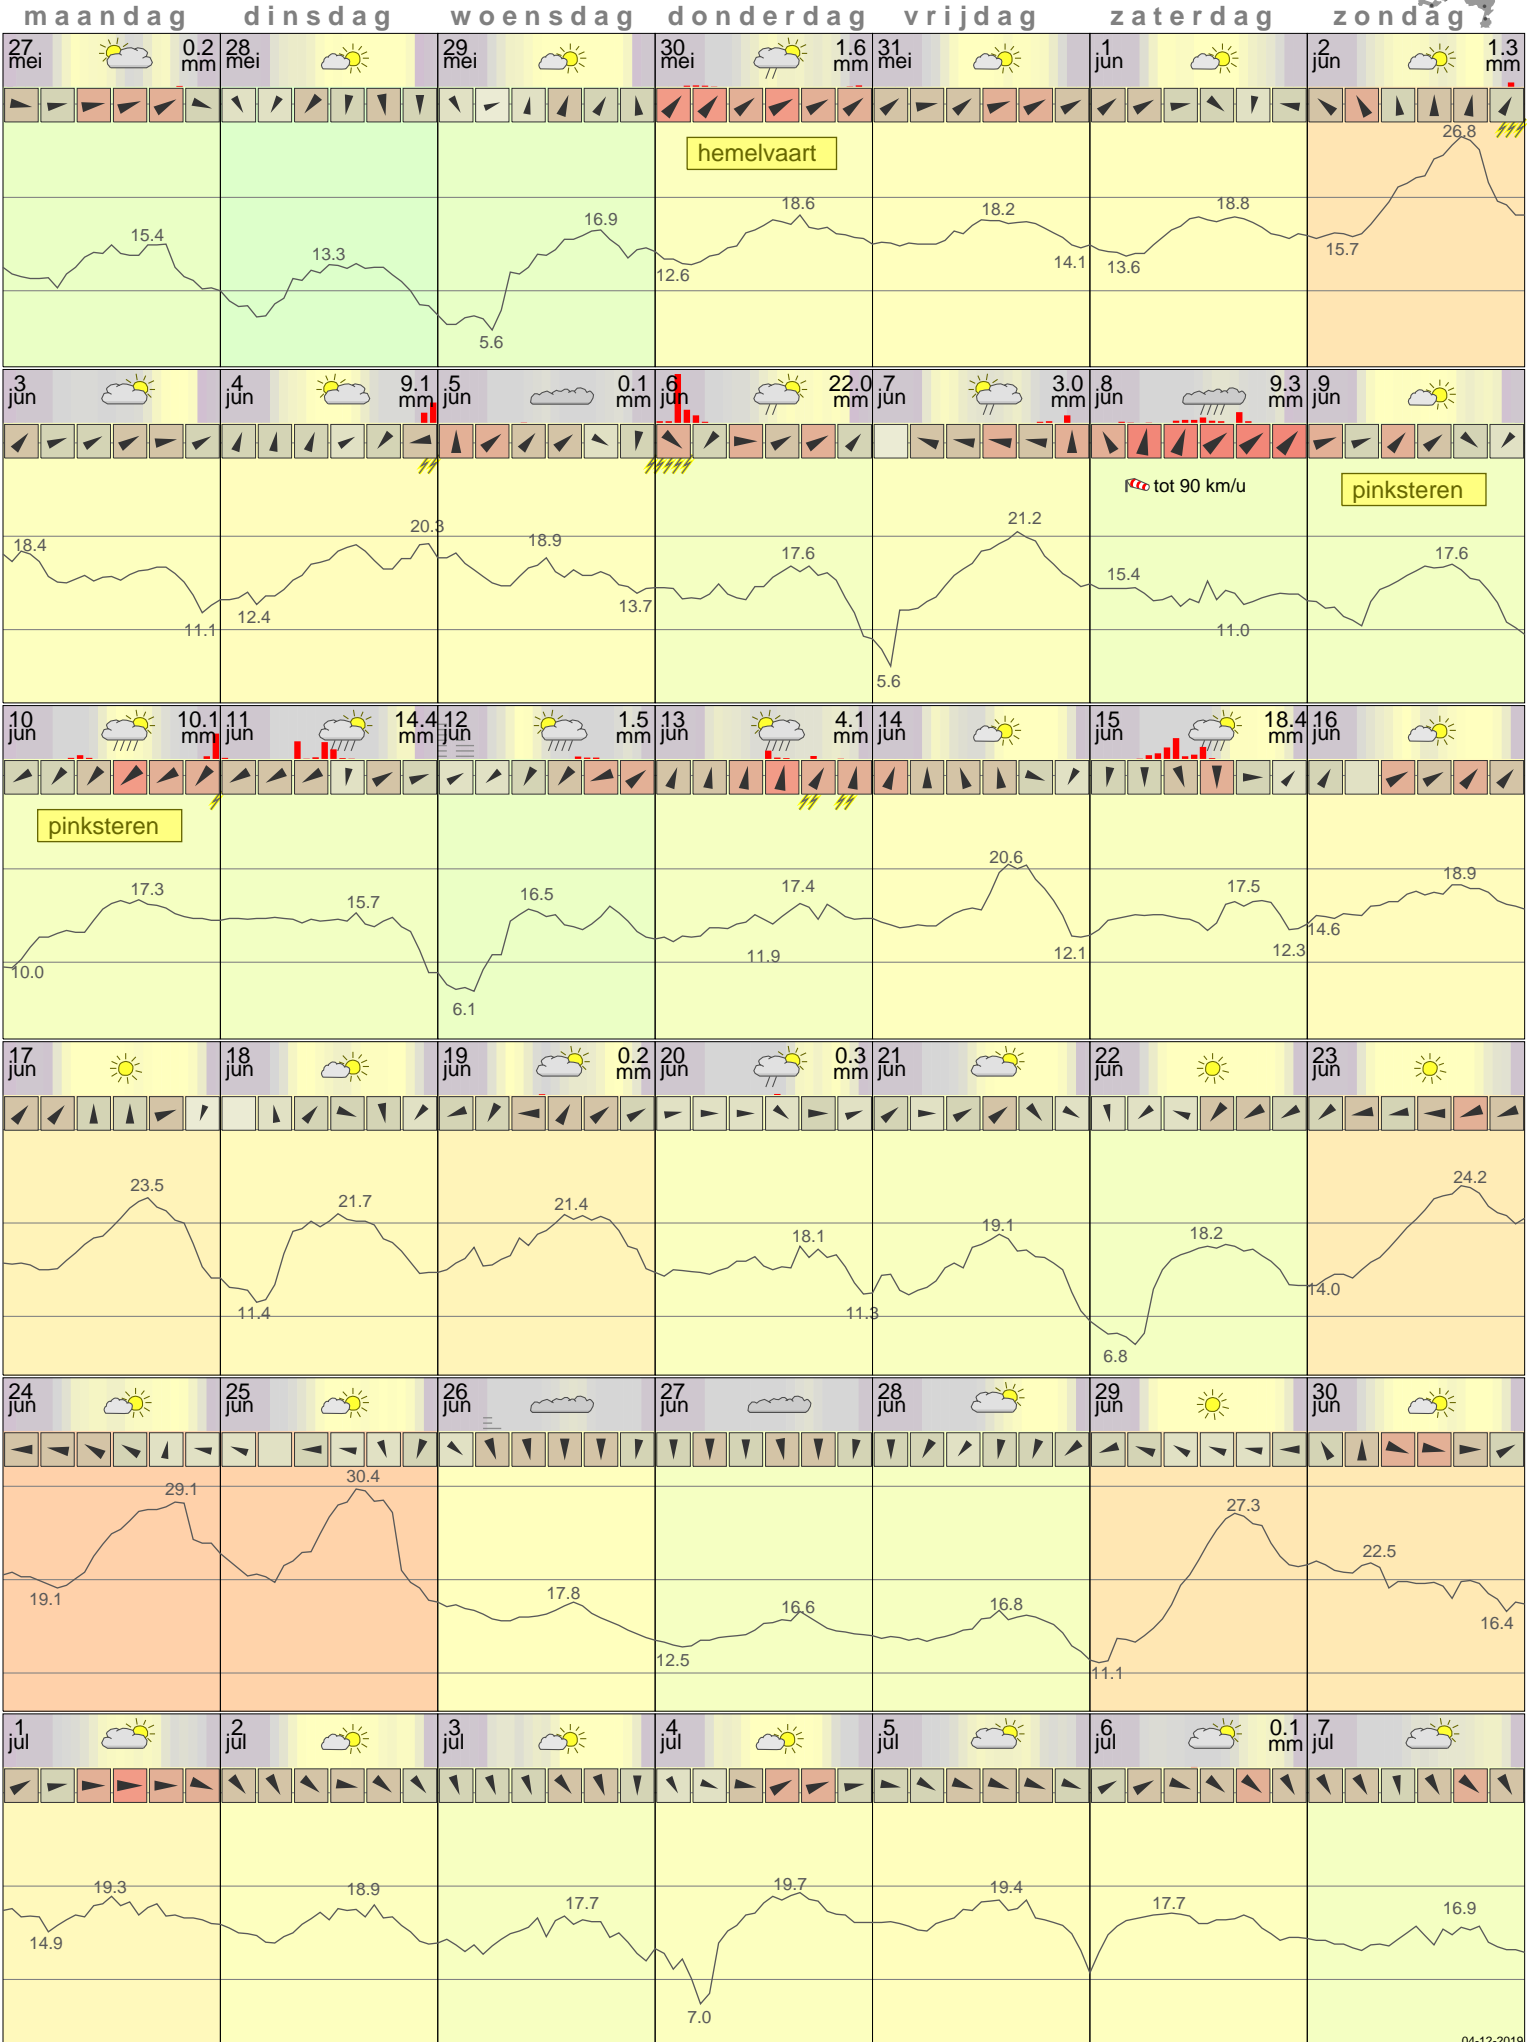 maandag dinsdag woensdag donderdag vrijdag zaterdag zondag
27 0.2 28 29 30 1.6 31 1 2 1.3
mei mm mei mei mei mm mei jun jun mm
hemelvaart
26.8
15.4 13.3 16.9 18.6 18.2 18.8
5.6 12.6 14.1 13.6 15.7
3 4 9.1 5 0.1 6 22.0 7 3.0 8 9.3 9
jun jun mm jun mm jun mm jun mm jun mm jun
tot 90 km/u pinksteren
18.4 20.3 18.9 17.6 21.2 15.4 17.6
11.1 12.4 13.7 5.6 11.0
10 10.1 11 14.4 12 1.5 13 4.1 14 15 18.4 16
jun mm jun mm jun mm jun mm jun jun mm jun
pinksteren
17.3 15.7 16.5 17.4 20.6 17.5 18.9
10.0 6.1 11.9 12.1 12.3 14.6
17 18 19 0.2 20 0.3 21 22 23
jun jun jun mm jun mm jun jun jun
23.5 21.7 21.4 18.1 19.1 18.2 24.2
11.4 11.3 6.8 14.0
24 25 26 27 28 29 30
jun jun jun jun jun jun jun
29.1 30.4 17.8 16.6 16.8 27.3 22.5
19.1 12.5 11.1 16.4
1 2 3 4 5 6 0.1 7
jul jul jul jul jul jul mm jul
19.3 18.9 17.7 19.7 19.4 17.7 16.9
14.9 7.0
04-12-2019